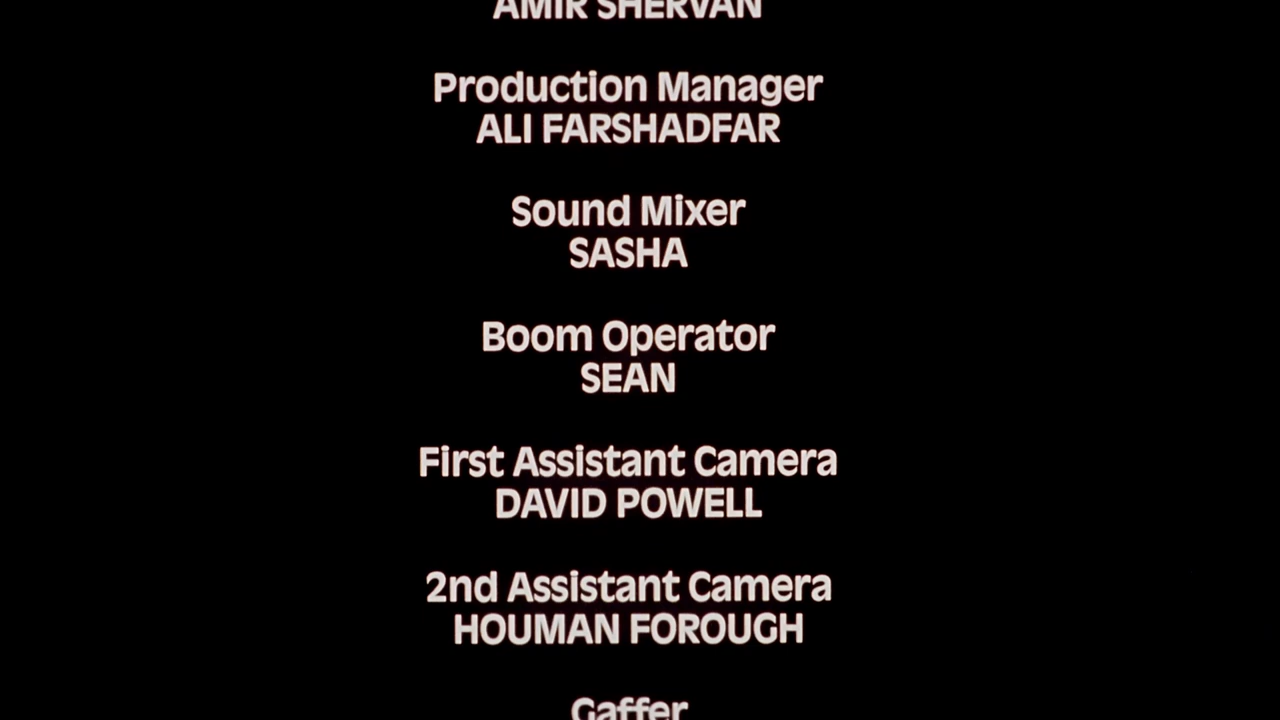 AMIR SHERVAN
Production Manager
ALI FARSHADFAR
Sound Mixer
SASHA
Boom Operator
SEAN
First Assistant Camera
DAVID POWELL
2nd Assistant Camera
HOUMAN FOROUGH
Gaffer